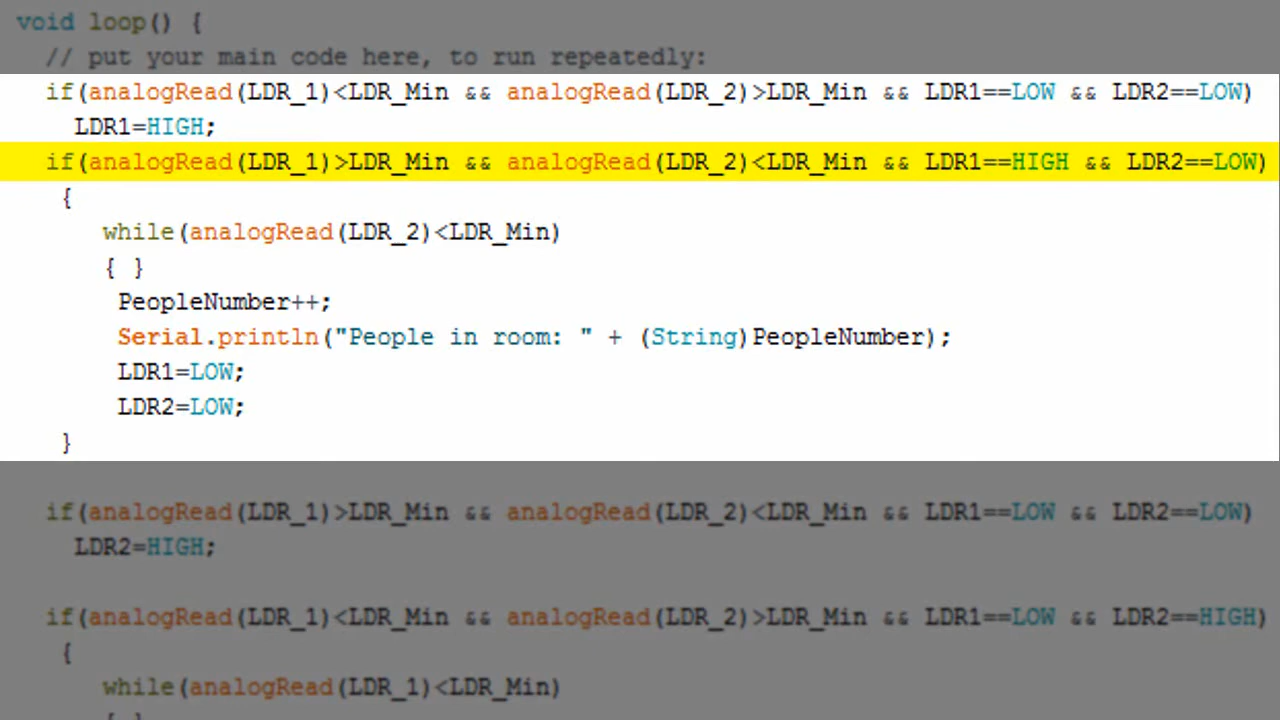 void loop() {
// put your main code here, to run repeatedly:
if(analogRead(LDR_1)<LDR_Min && analogRead(LDR_2)>LDR_Min && LDR1==LOW && LDR2==LOW)
LDR1=HIGH;
if(analogRead(LDR_1)>LDR_Min && analogRead(LDR_2)<LDR_Min && LDR1==HIGH && LDR2==LOW)
{
while(analogRead(LDR_2)<LDR_Min)
{ }
PeopleNumber++;
Serial.println("People in room: " + (String)PeopleNumber);
LDR1=LOW;
LDR2=LOW;
}
if(analogRead(LDR_1)>LDR_Min && analogRead(LDR_2)<LDR_Min && LDR1==LOW && LDR2==LOW)
LDR2=HIGH;
if(analogRead(LDR_1)<LDR_Min && analogRead(LDR_2)>LDR_Min && LDR1==LOW && LDR2==HIGH)
{
while(analogRead(LDR_1)<LDR_Min)